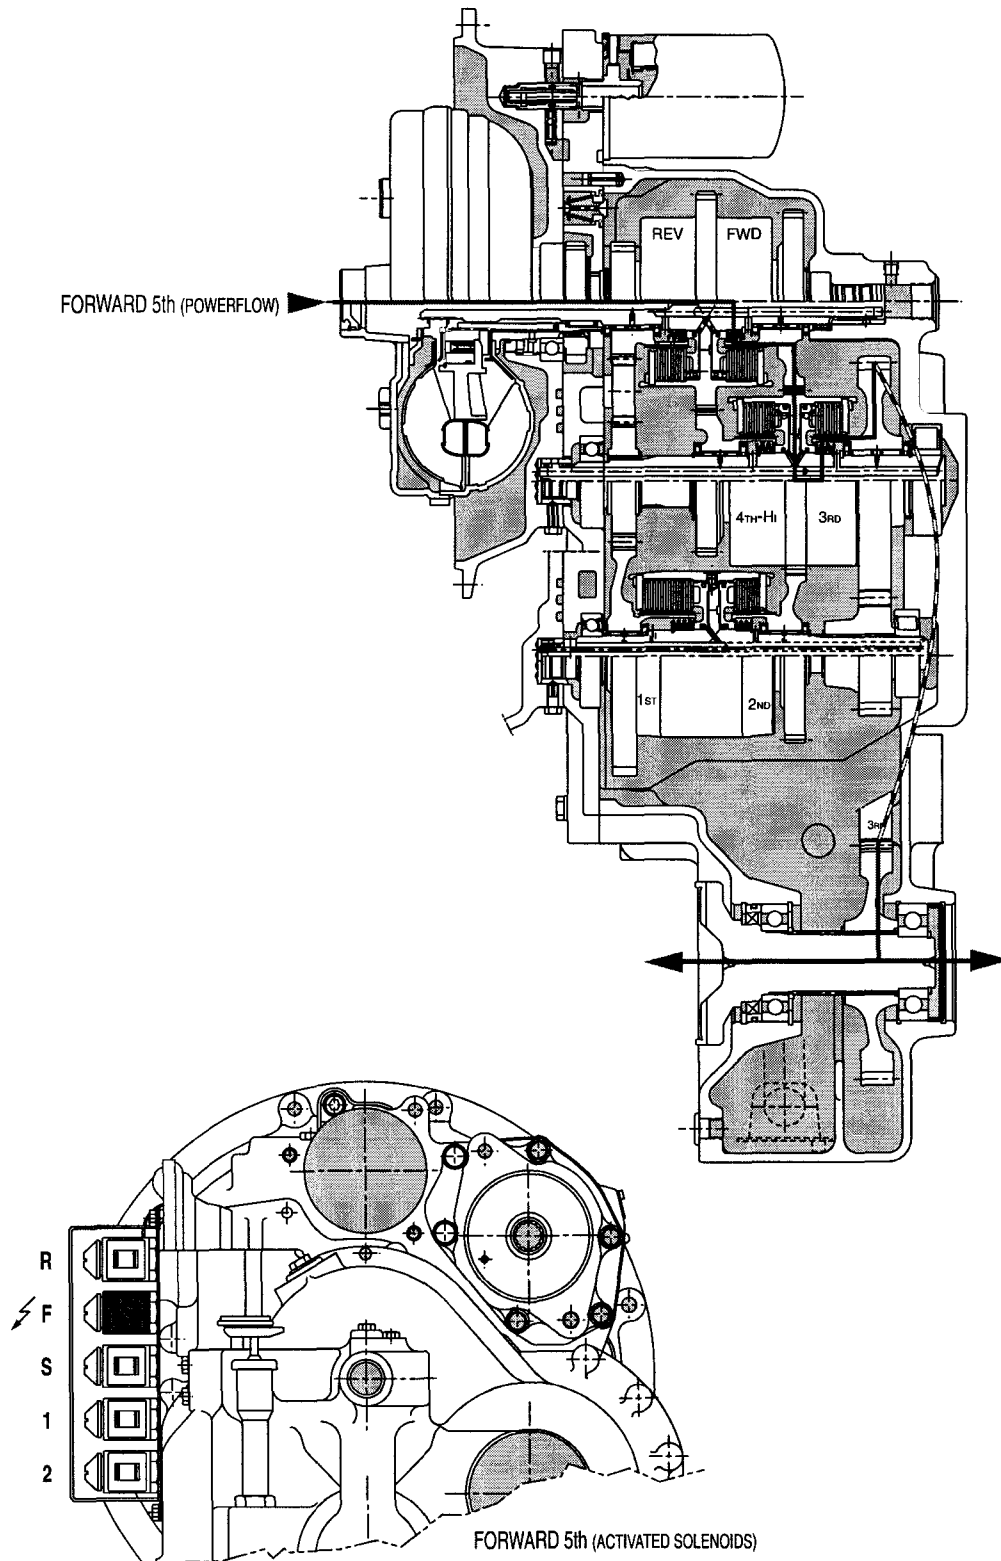 REV FWD
FORWARD 5th (POWERFLOW)
4TH-HI 3RD
1ST 2ND
R
F
S
1
2
FORWARD 5th (ACTIVATED SOLENOIDS)